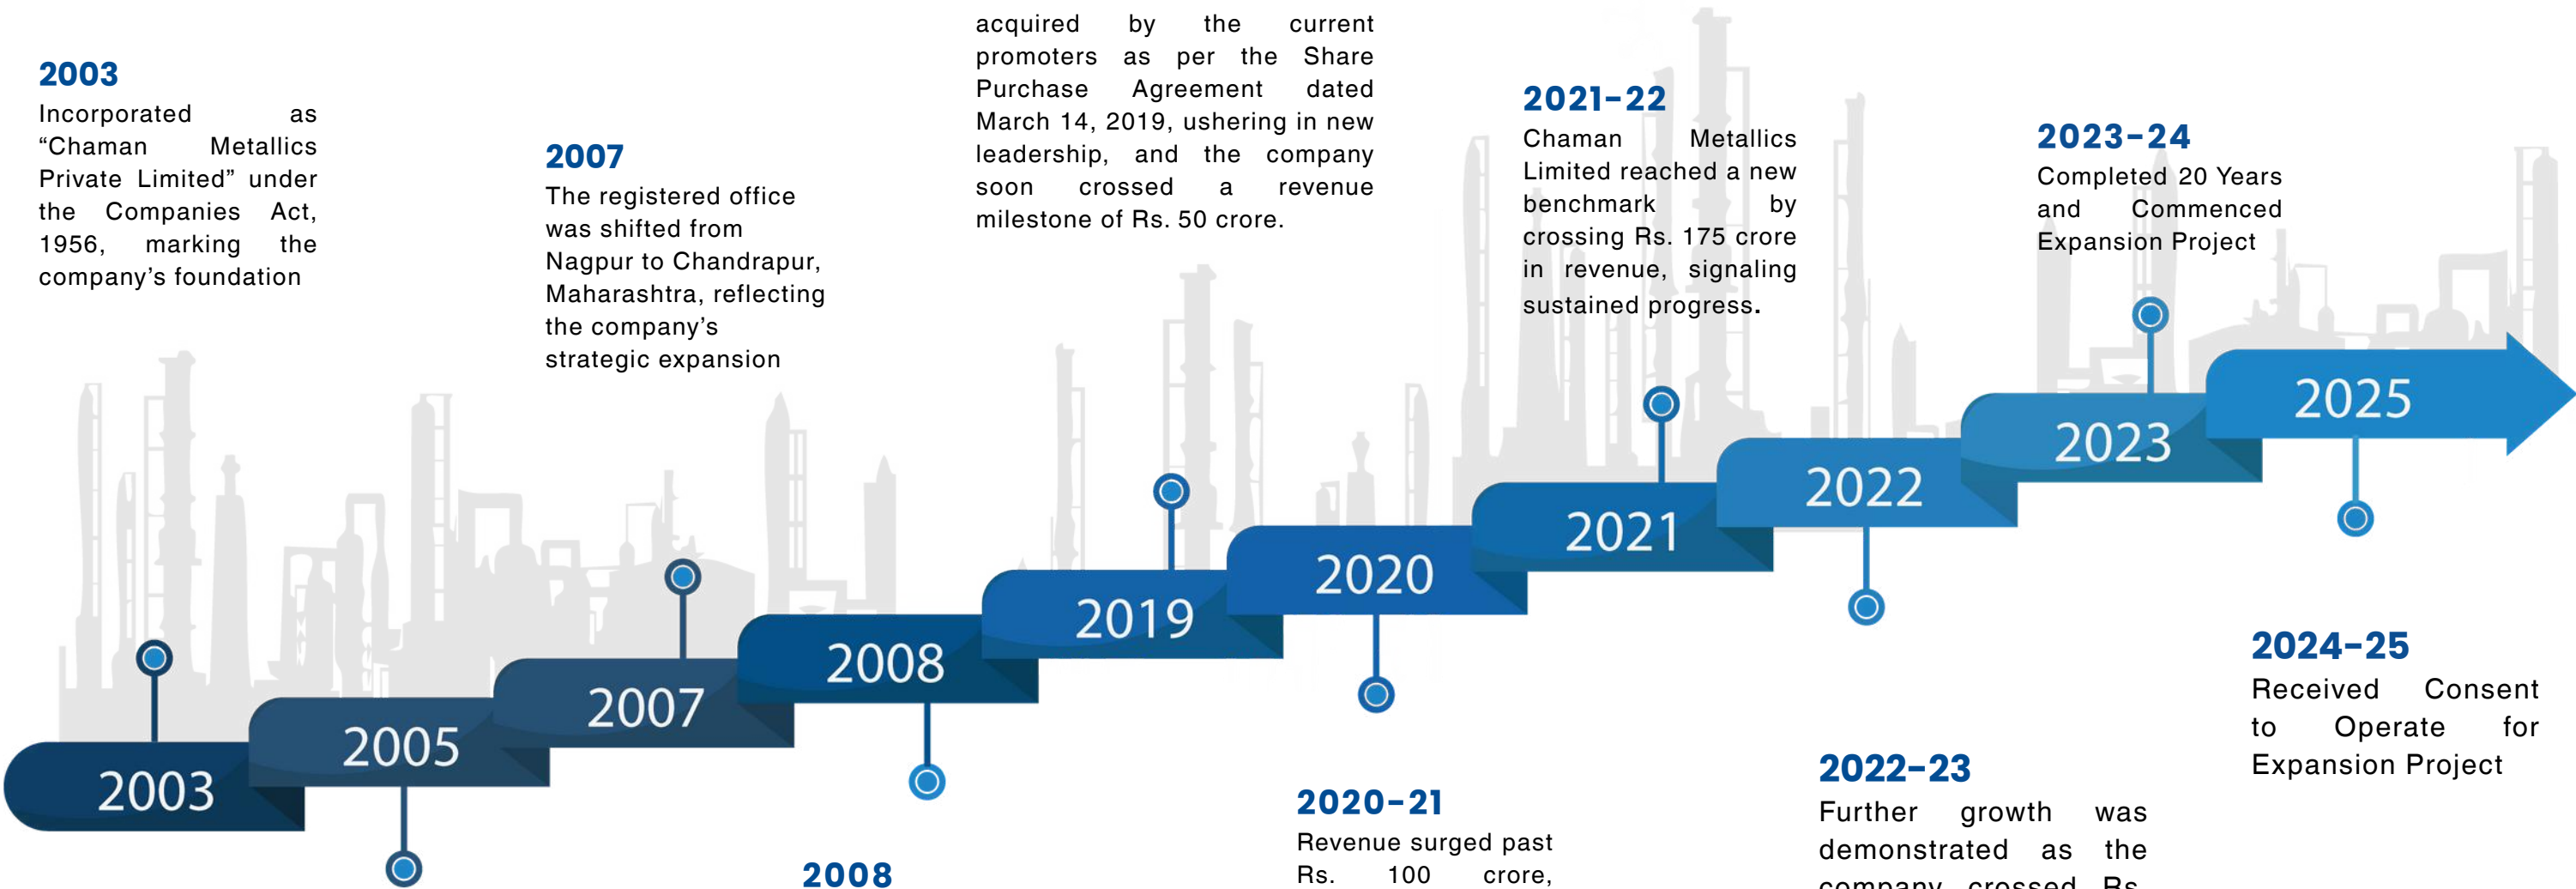 2003
Incorporated as
“Chaman Metallics
Private Limited” under
the Companies Act,
1956, marking the
company’s foundation
2007
The registered office
was shifted from
Nagpur to Chandrapur,
Maharashtra, reflecting
the company’s
strategic expansion
acquired by the current
promoters as per the Share
Purchase Agreement dated
March 14, 2019, ushering in new
leadership, and the company
soon crossed a revenue
milestone of Rs. 50 crore.
2021-22
Chaman Metallics
Limited reached a new
benchmark by
crossing Rs. 175 crore
in revenue, signaling
sustained progress.
2023-24
Completed 20 Years
and Commenced
Expansion Project
2003
2005
2007
2008
2019
2020
2021
2022
2023
2025
2008
2020-21
Revenue surged past
Rs. 100 crore,
2022-23
Further growth was
demonstrated as the
company crossed Rs.
2024-25
Received Consent
to Operate for
Expansion Project